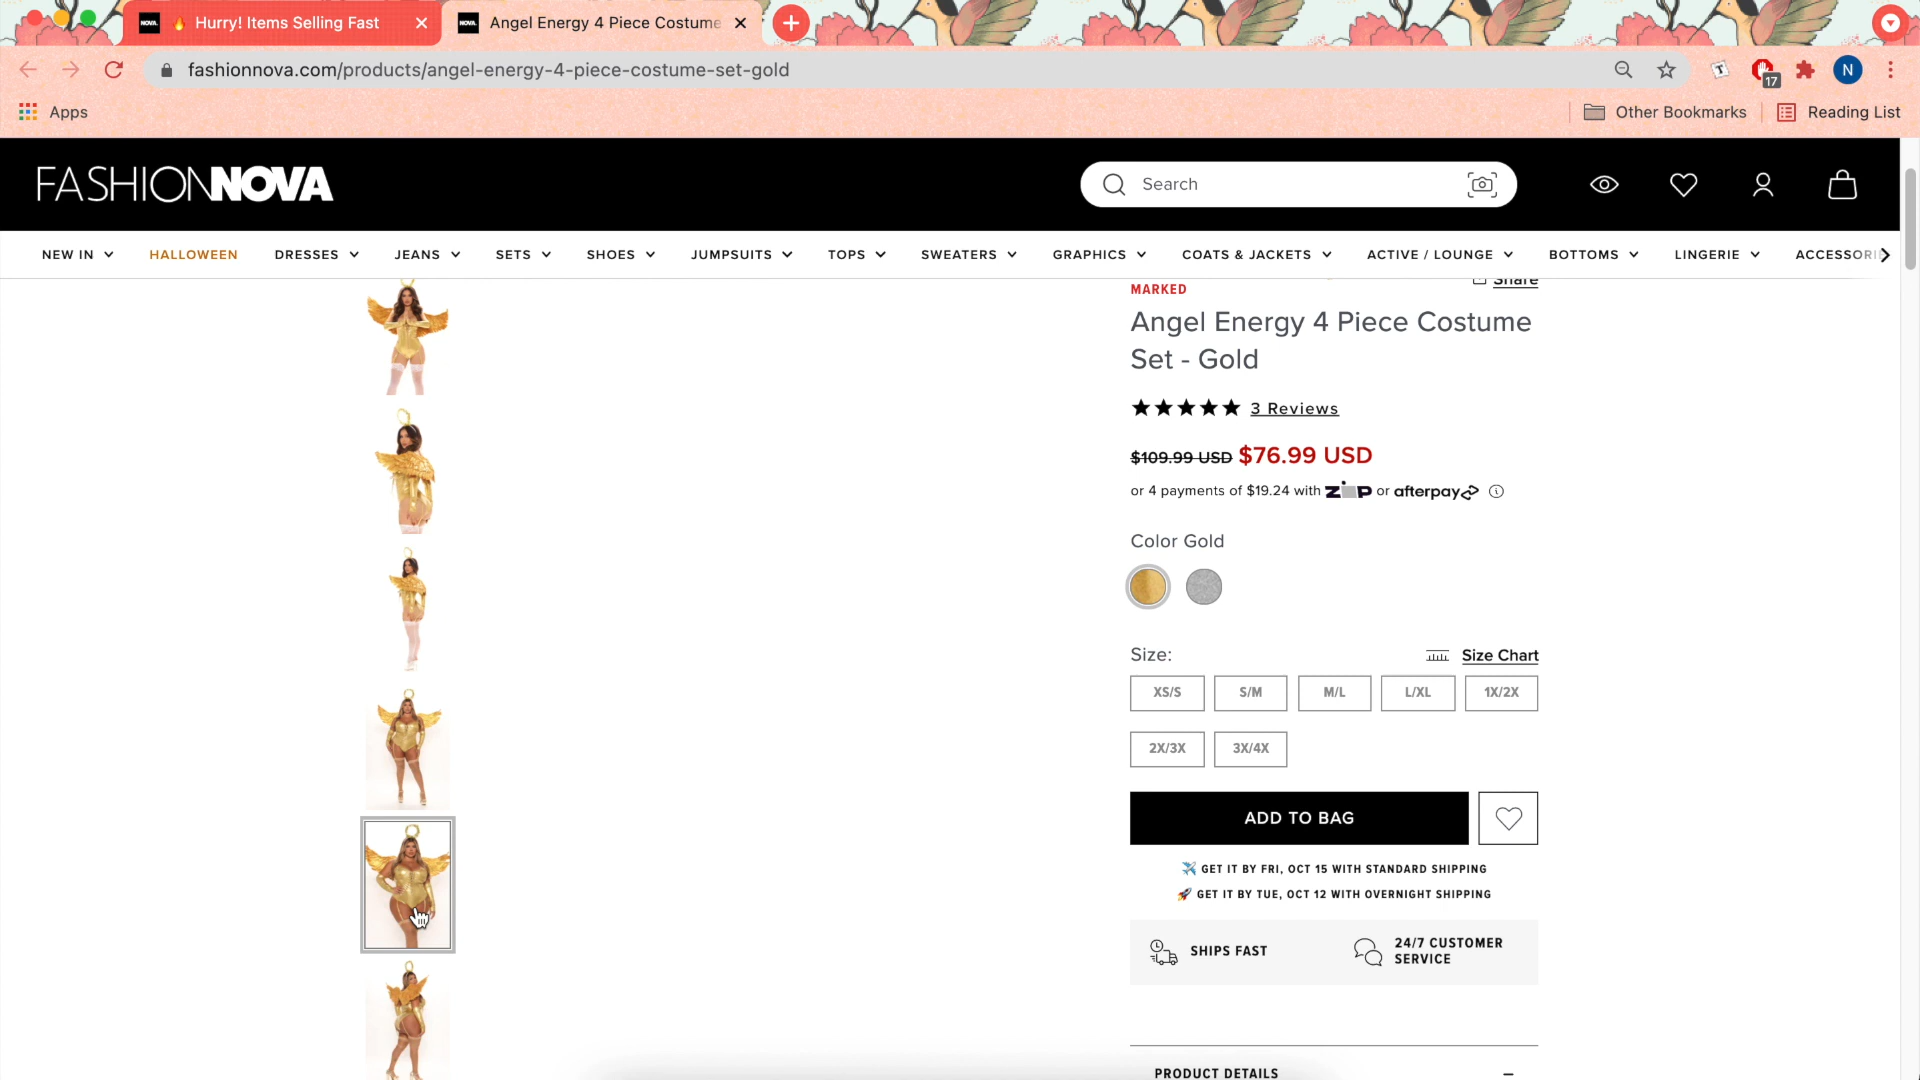 NOVA. 🔥 Hurry! Items Selling Fast
NOVA. Angel Energy 4 Piece Costume
fashionnova.com/products/angel-energy-4-piece-costume-set-gold
17
N
Apps
Other Bookmarks
Reading List
FASHIONNOVA
Search
NEW IN HALLOWEEN DRESSES JEANS SETS SHOES JUMPSUITS TOPS SWEATERS GRAPHICS COATS & JACKETS ACTIVE / LOUNGE BOTTOMS LINGERIE ACCESSORI
Share
MARKED
Angel Energy 4 Piece Costume
Set - Gold
3 Reviews
$109.99 USD $76.99 USD
or 4 payments of $19.24 with ZIP or afterpay
Color Gold
Size:
Size Chart
XS/S S/M M/L L/XL 1X/2X
2X/3X 3X/4X
ADD TO BAG
✈️ GET IT BY FRI, OCT 15 WITH STANDARD SHIPPING
🚀 GET IT BY TUE, OCT 12 WITH OVERNIGHT SHIPPING
SHIPS FAST
24/7 CUSTOMER
SERVICE
PRODUCT DETAILS